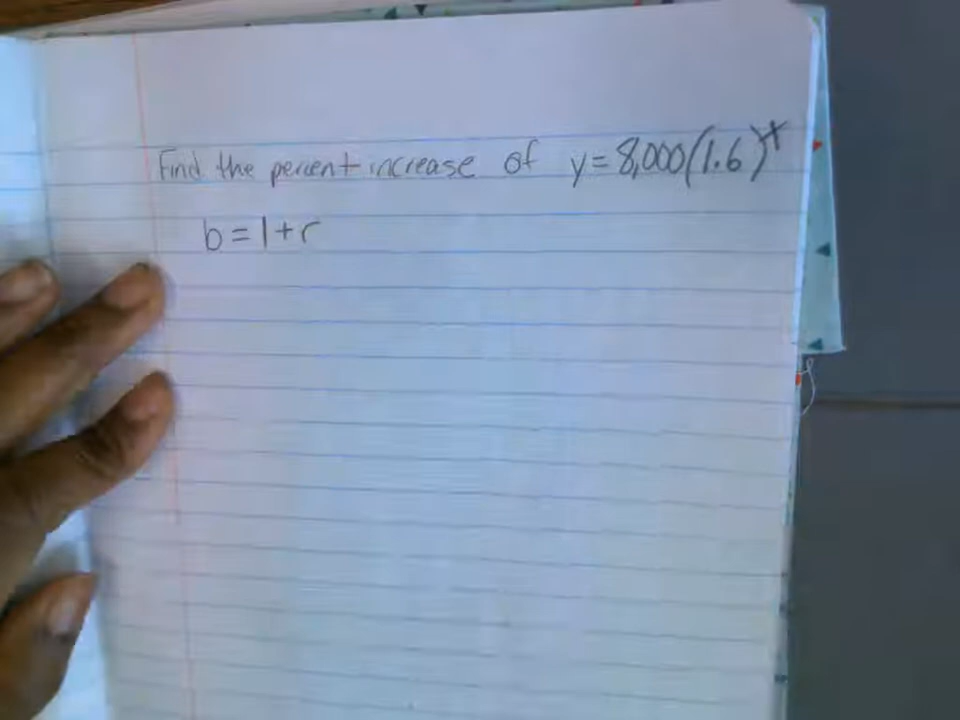 Find the percent increase of y=8,000(1.6)^x
b=1+r